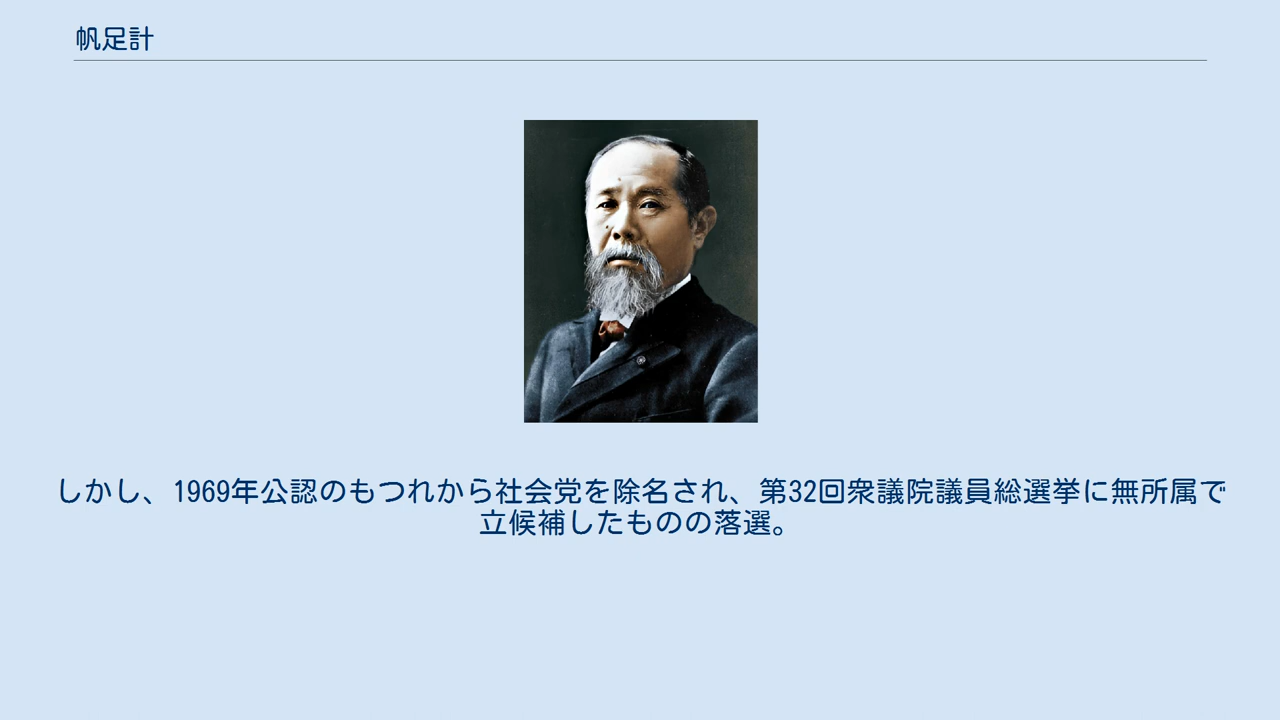 帆足計
しかし、1969年公認のもつれから社会党を除名され、第32回衆議院議員総選挙に無所属で
立候補したものの落選。